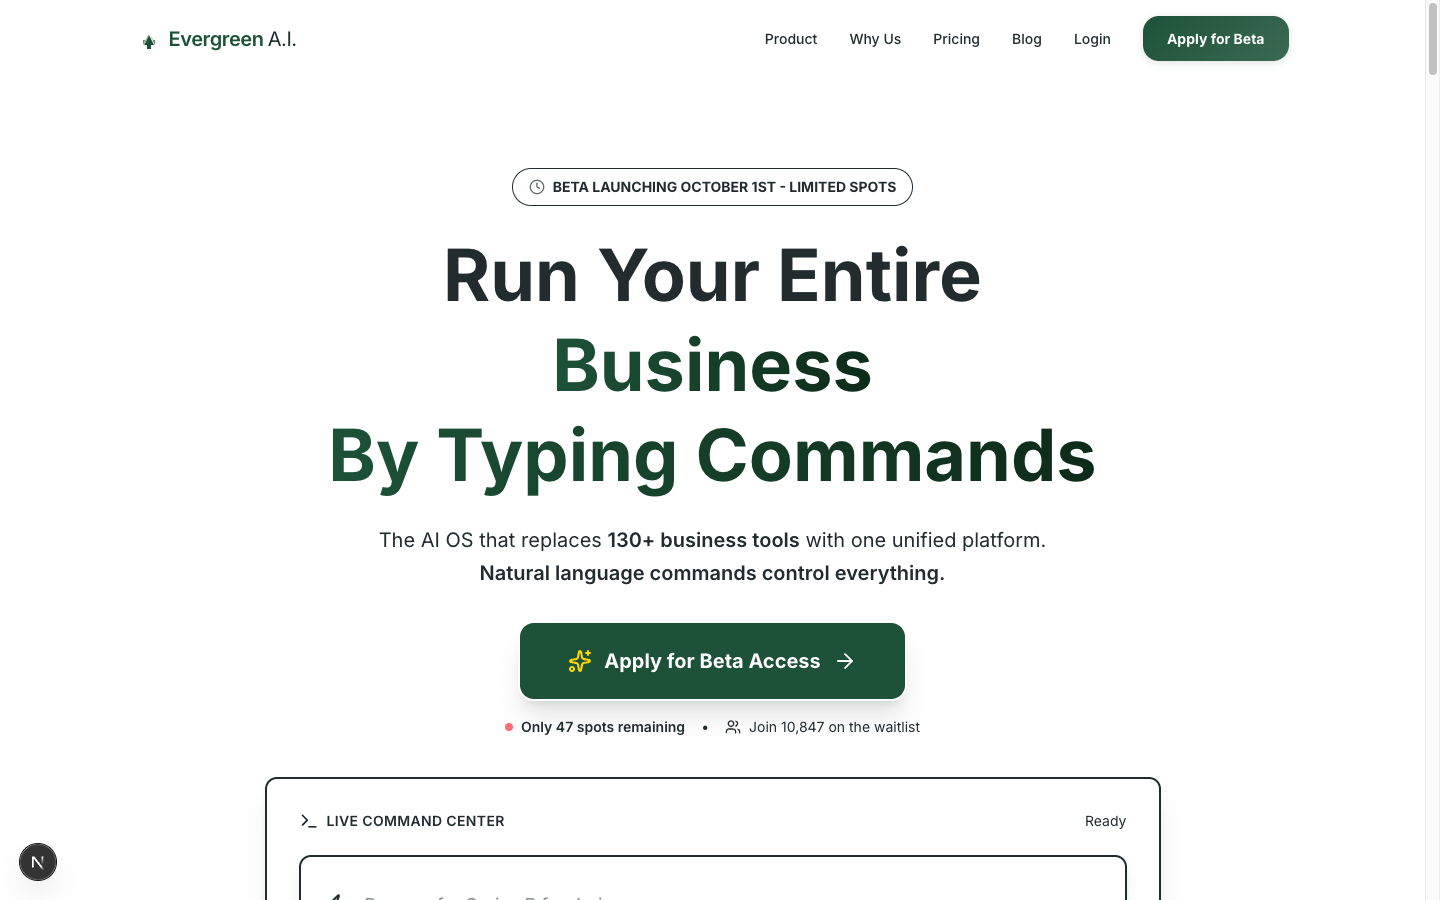 Evergreen A.I.
Product
Why Us
Pricing
Blog
Login
Apply for Beta
BETA LAUNCHING OCTOBER 1ST - LIMITED SPOTS
Run Your Entire
Business
By Typing Commands
The AI OS that replaces 130+ business tools with one unified platform.
Natural language commands control everything.
Apply for Beta Access
Only 47 spots remaining • Join 10,847 on the waitlist
LIVE COMMAND CENTER
Ready
N